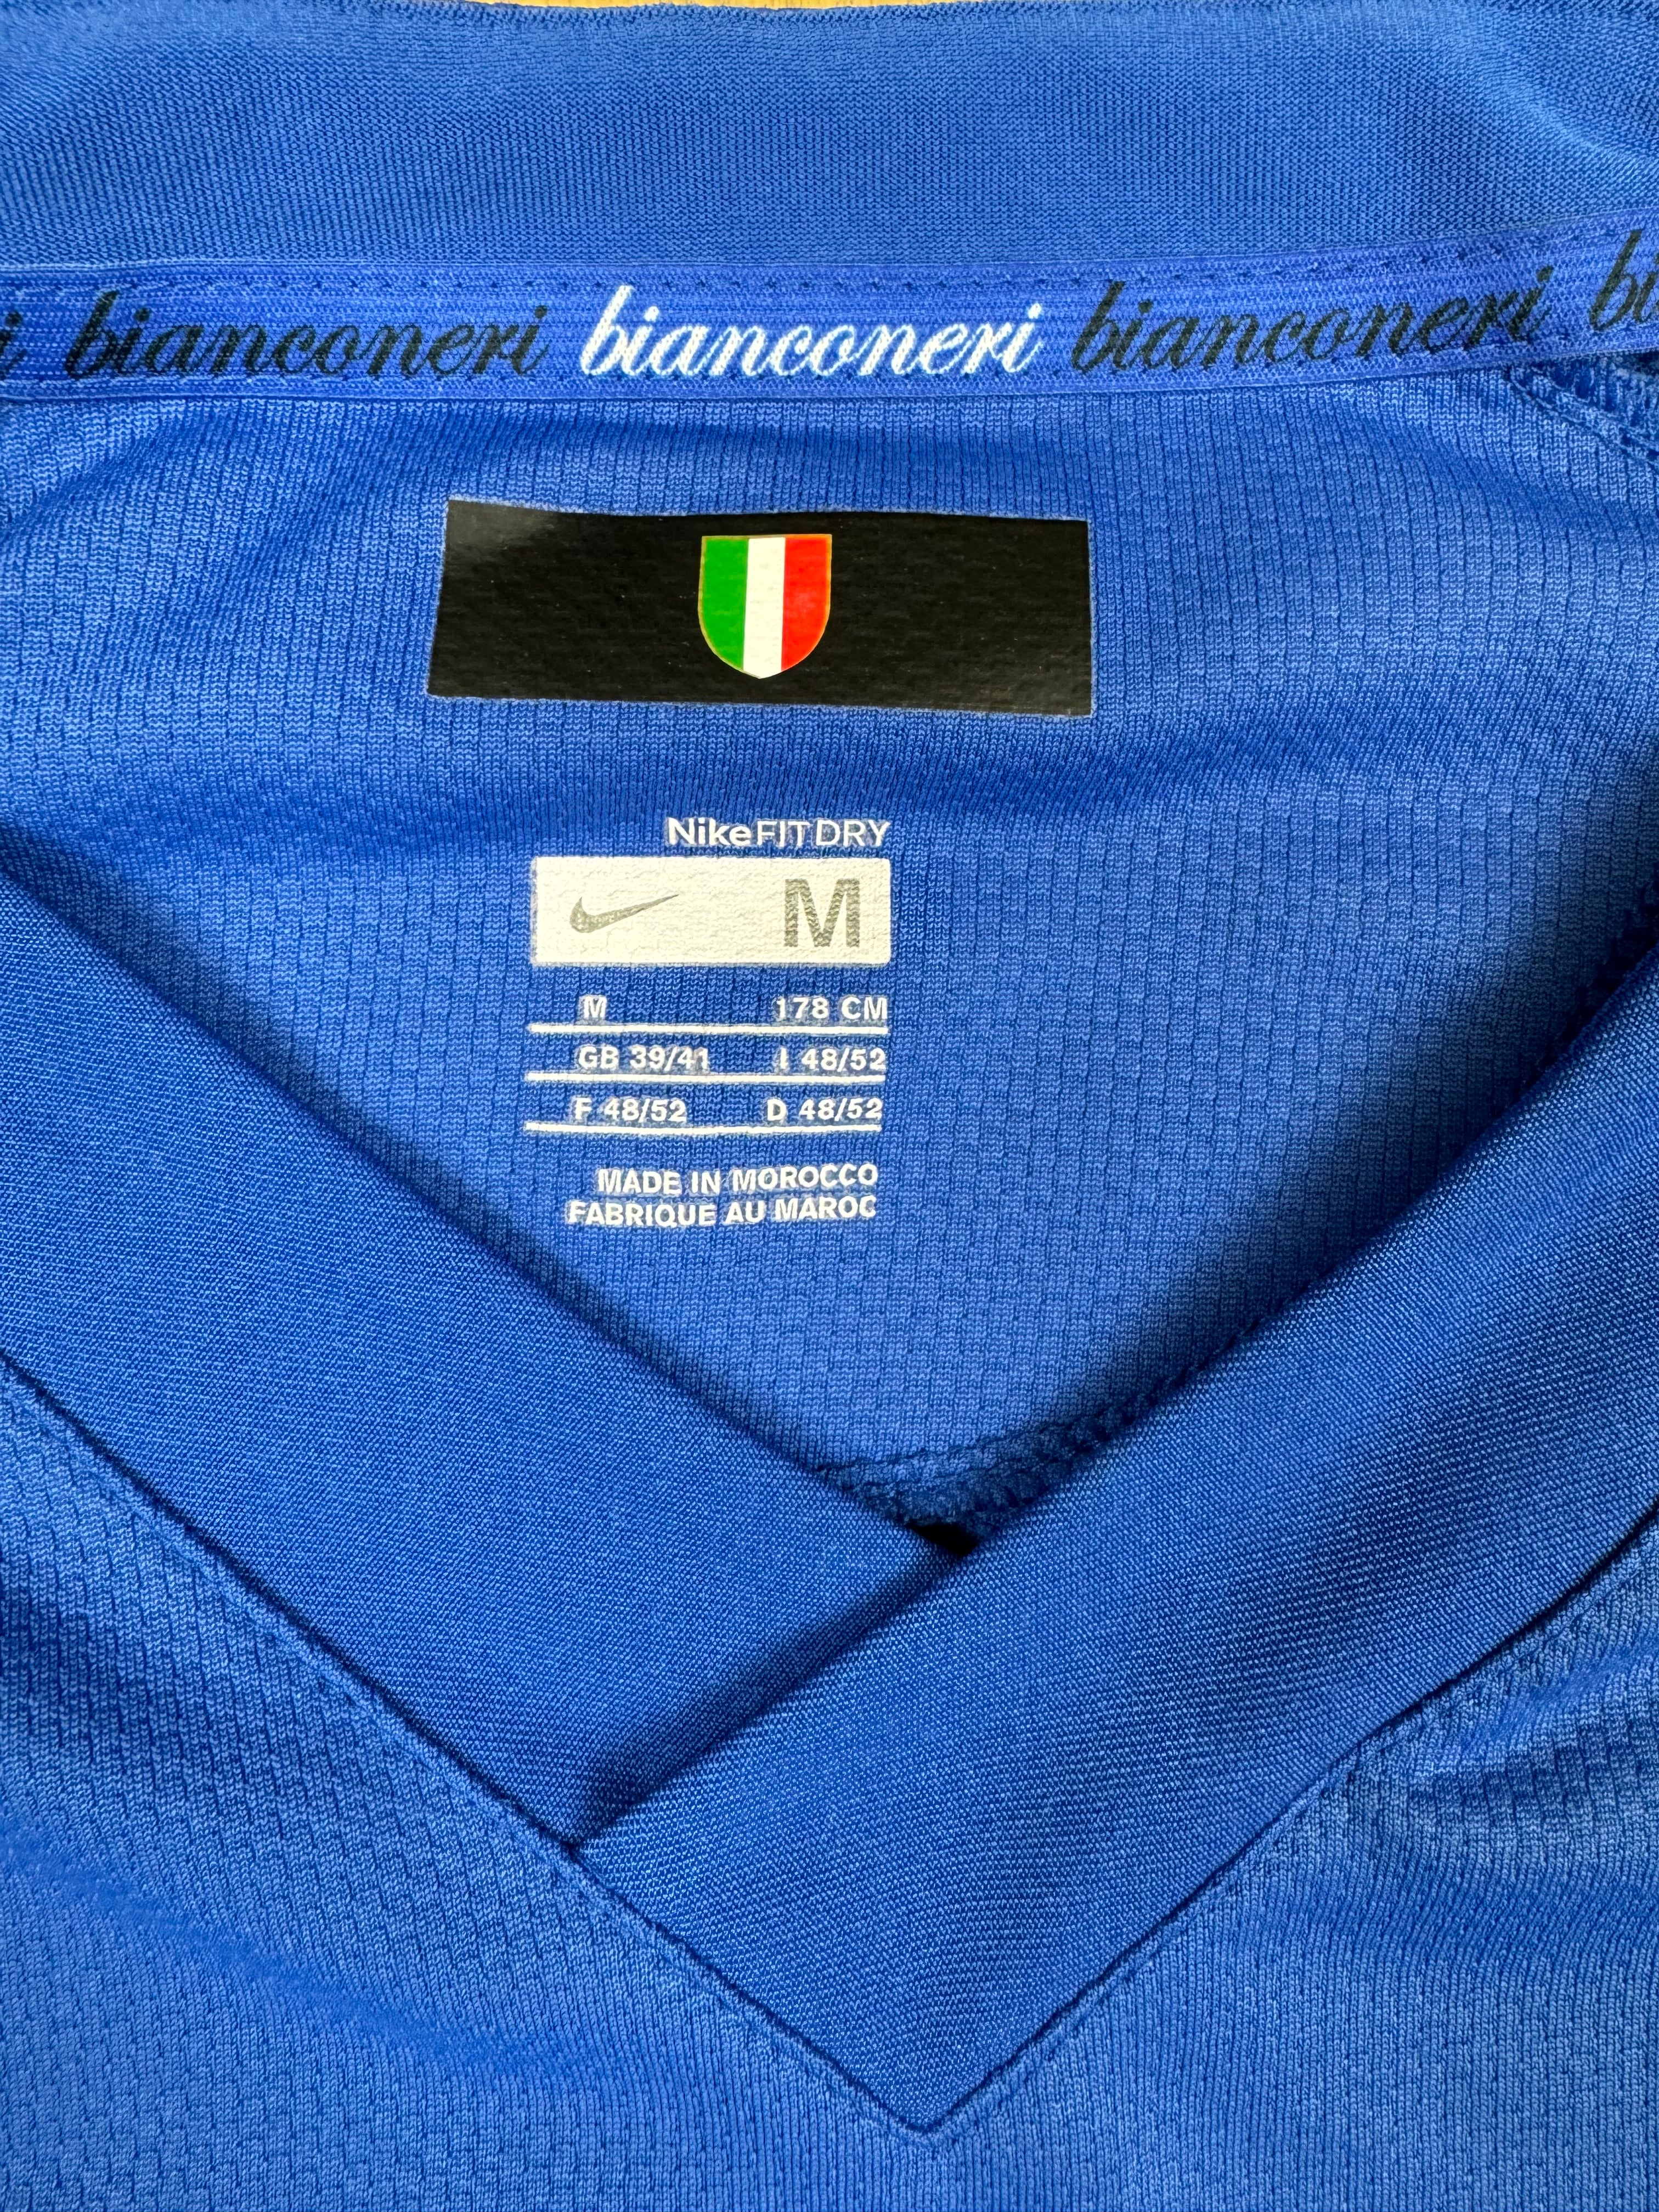 bianconeri bianconeri bianconeri
NikeFIT DRY
M
M 178 CM
GB 39/41 I 48/52
F 48/52 D 48/52
MADE IN MOROCCO
FABRIQUE AU MAROC